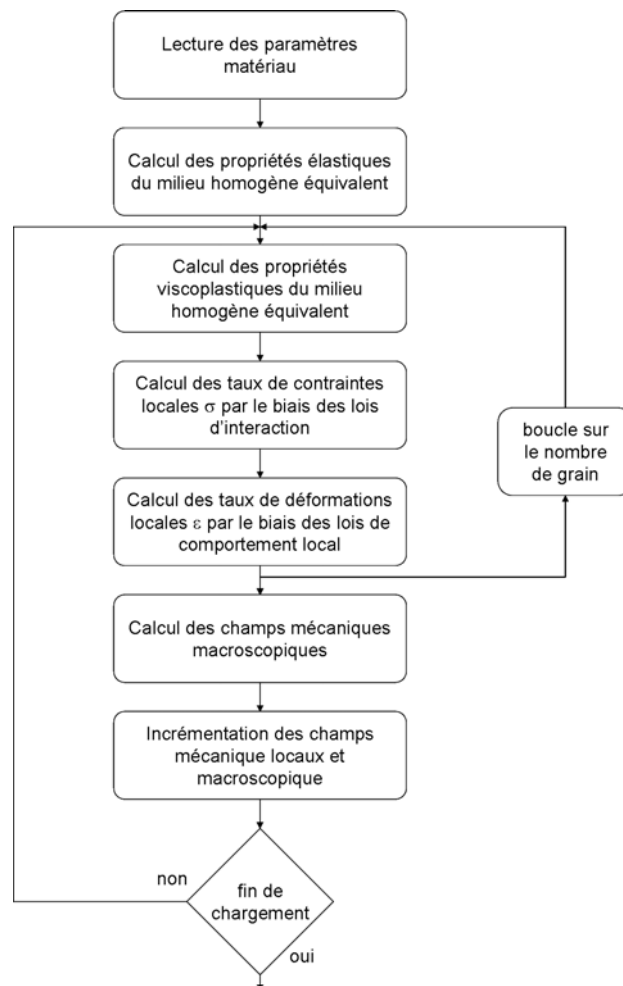 Lecture des paramètres
matériau
Calcul des propriétés élastiques
du milieu homogène équivalent
Calcul des propriétés
viscoplastiques du milieu
homogène équivalent
Calcul des taux de contraintes
locales σ par le biais des lois
d'interaction
boucle sur
le nombre
de grain
Calcul des taux de déformations
locales ε par le biais des lois de
comportement local
Calcul des champs mécaniques
macroscopiques
Incrémentation des champs
mécanique locaux et
macroscopique
non
fin de
chargement
oui